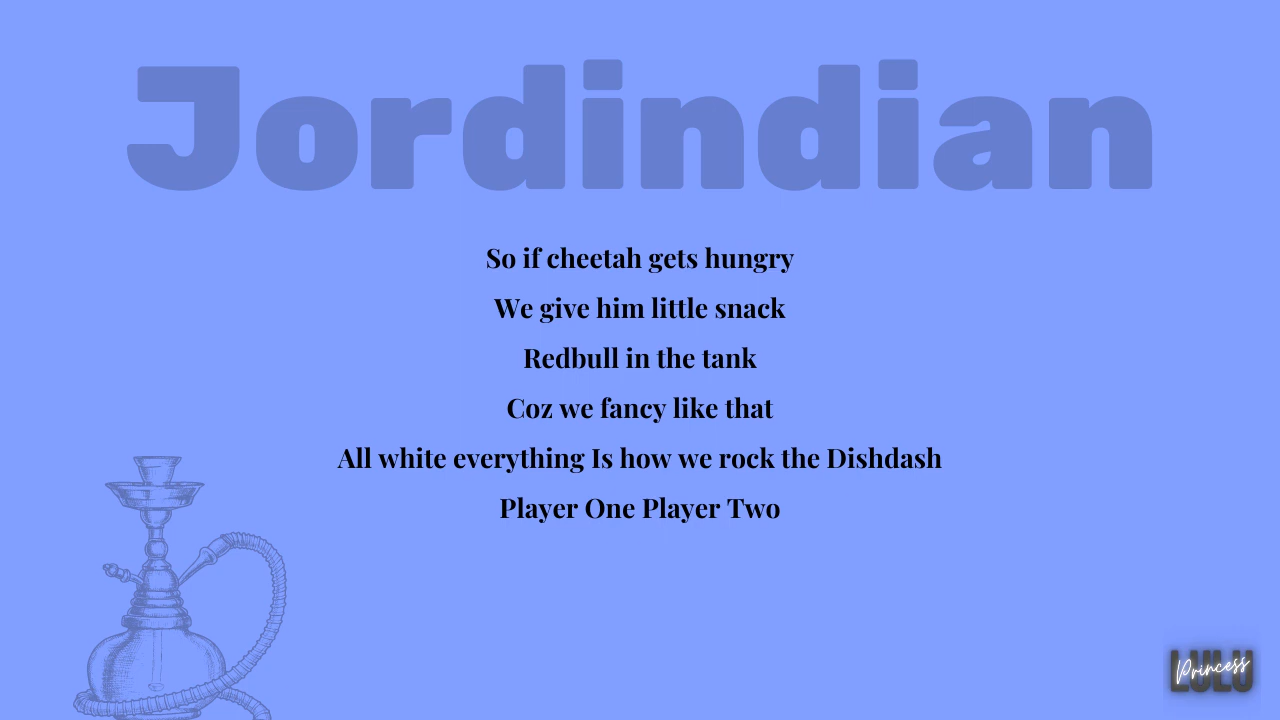 Jordindian
So if cheetah gets hungry
We give him little snack
Redbull in the tank
Coz we fancy like that
All white everything Is how we rock the Dishdash
Player One Player Two
LULU
Princess